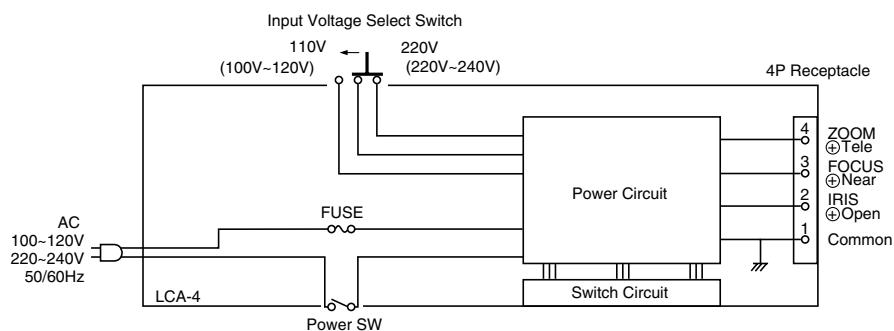 Input Voltage Select Switch
110V
220V
(100V~120V)
(220V~240V)
4P Receptacle
4
ZOOM
⊕Tele
3
FOCUS
⊕Near
Power Circuit
2
IRIS
⊕Open
FUSE
1
Common
AC
100~120V
220~240V
50/60Hz
LCA-4
Switch Circuit
Power SW